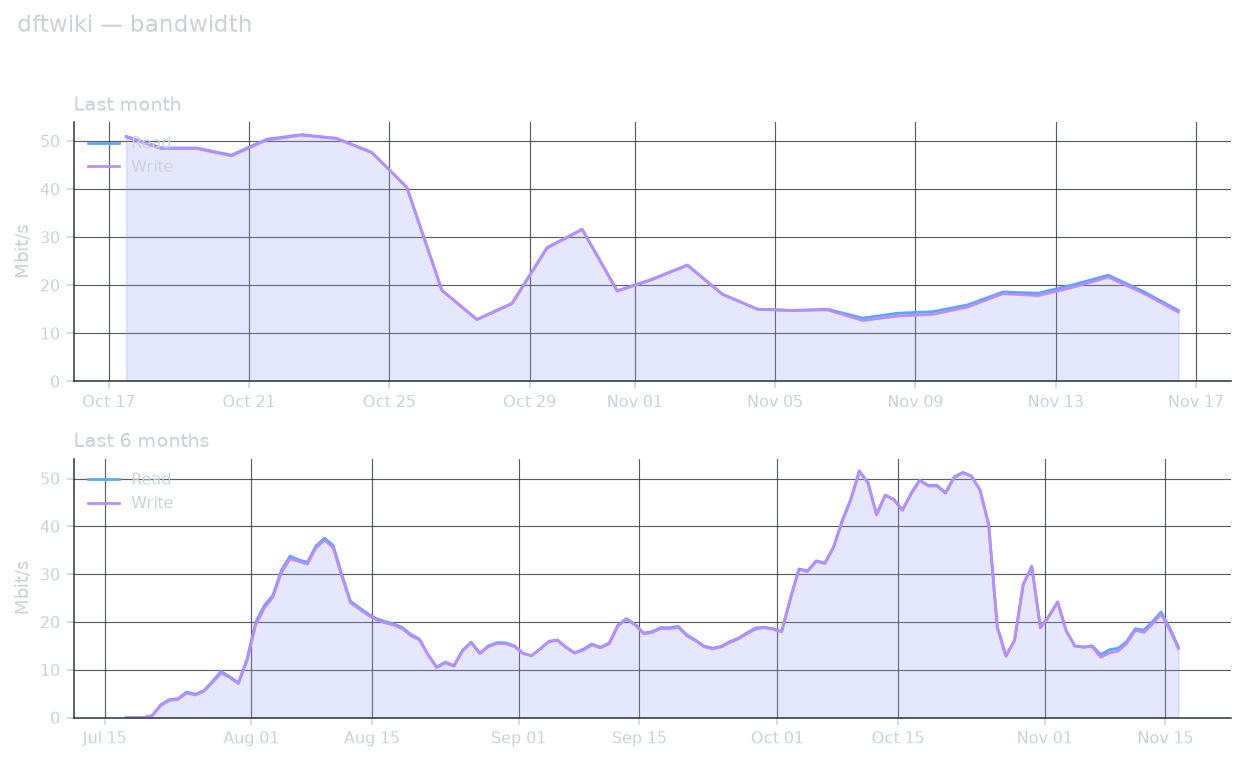 dftwiki — bandwidth
Last month
Mbit/s
50
40
30
20
10
0
Read
Write
Oct 17 Oct 21 Oct 25 Oct 29 Nov 01 Nov 05 Nov 09 Nov 13 Nov 17
Last 6 months
Mbit/s
50
40
30
20
10
0
Read
Write
Jul 15 Aug 01 Aug 15 Sep 01 Sep 15 Oct 01 Oct 15 Nov 01 Nov 15